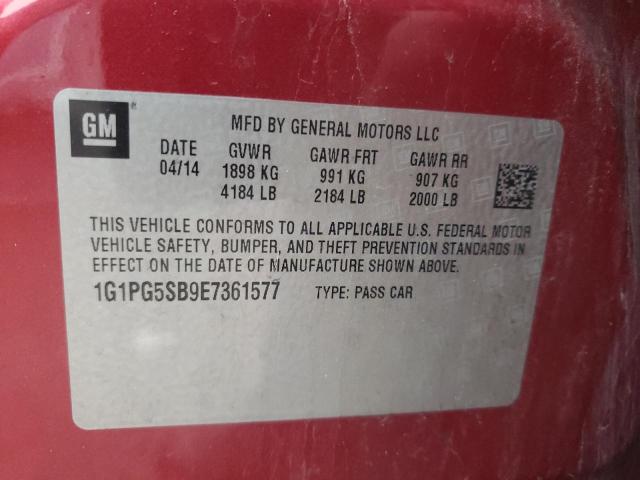 GM ®
MFD BY GENERAL MOTORS LLC
DATE GVWR GAWR FRT GAWR RR
04/14 1898 KG 991 KG 907 KG
4184 LB 2184 LB 2000 LB
THIS VEHICLE CONFORMS TO ALL APPLICABLE U.S. FEDERAL MOTOR
VEHICLE SAFETY, BUMPER, AND THEFT PREVENTION STANDARDS IN
EFFECT ON THE DATE OF MANUFACTURE SHOWN ABOVE.
1G1PG5SB9E7361577 TYPE: PASS CAR